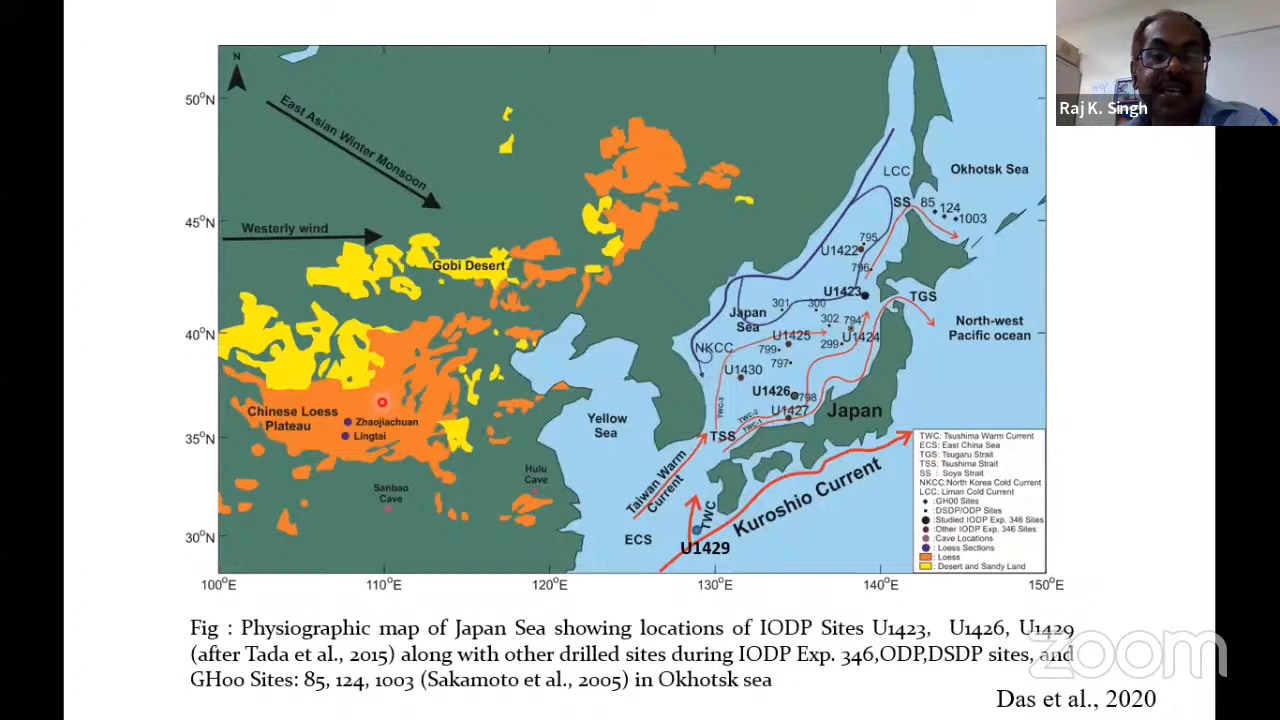 Raj K. Singh
N
50°N
45°N
40°N
35°N
30°N
East Asian Winter Monsoon
Westerly wind
Gobi Desert
Chinese Loess
Plateau
Zhaojiachuan
Lingtai
Sanbao
Cave
Hulu
Cave
Yellow
Sea
ECS
Taiwan Warm
Current
TWC
U1429
Kuroshio Current
TSS
TWC-3
TWC-2
TWC-1
NKCC
Japan
Sea
LCC
SS
85
124
1003
Okhotsk Sea
795
U1422
796
U1423
301
300
302
794
U1425
U1424
299
799
797
U1430
U1426
798
U1427
Japan
TGS
North-west
Pacific ocean
TWC: Tsushima Warm Current
ECS: East China Sea
TGS: Tsugaru Strait
TSS: Tsushima Strait
SS : Soya Strait
NKCC:North Korea Cold Current
LCC: Liman Cold Current
:GH00 Sites
:DSDP/ODP Sites
:Studied IODP Exp. 346 Sites
:Other IODP Exp. 346 Sites
:Cave Locations
:Loess Sections
:Loess
:Desert and Sandy Land
100°E
110°E
120°E
130°E
140°E
150°E
Fig : Physiographic map of Japan Sea showing locations of IODP Sites U1423, U1426, U1429
(after Tada et al., 2015) along with other drilled sites during IODP Exp. 346,ODP,DSDP sites, and
GHoo Sites: 85, 124, 1003 (Sakamoto et al., 2005) in Okhotsk sea
Das et al., 2020
zoom